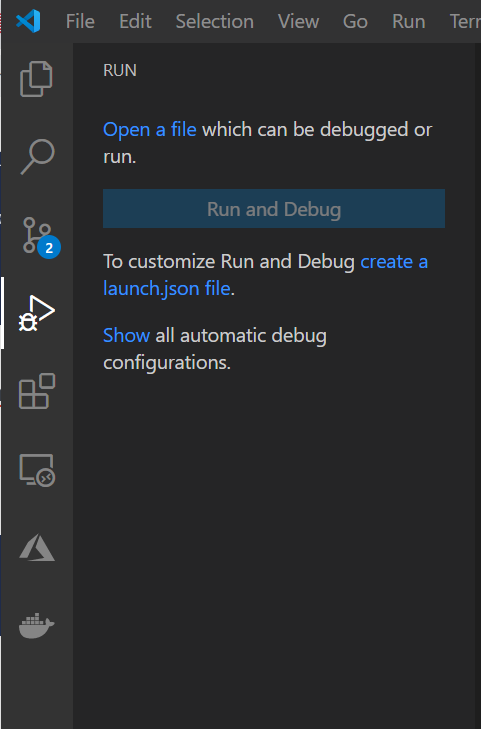 File Edit Selection View Go Run Terr
RUN
Open a file which can be debugged or
run.
Run and Debug
2
To customize Run and Debug create a
launch.json file.
Show all automatic debug
configurations.